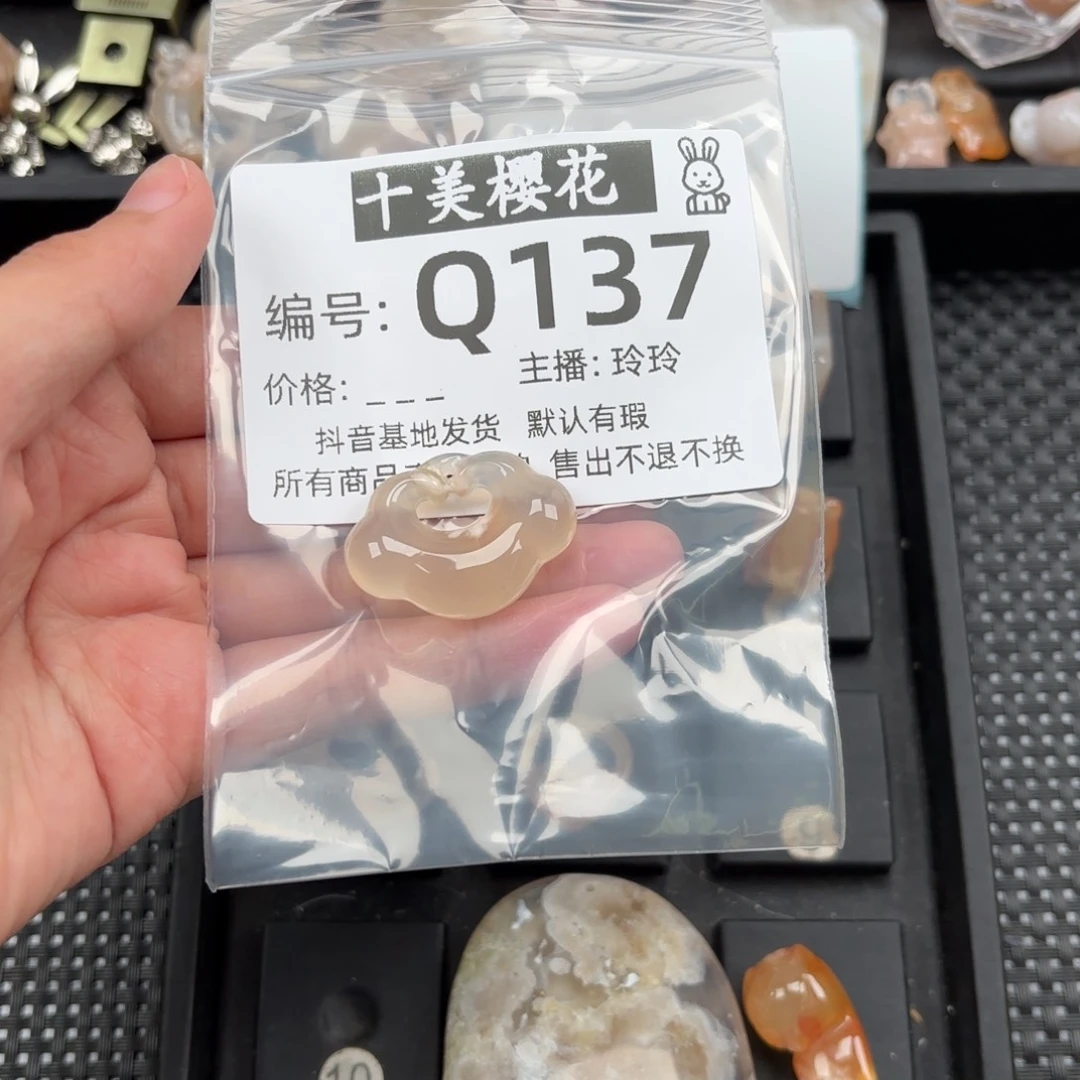 十美樱花
编号: Q137
价格: _ _ _
主播: 玲玲
抖音基地发货 默认有瑕
所有商品 售出不退不换
10